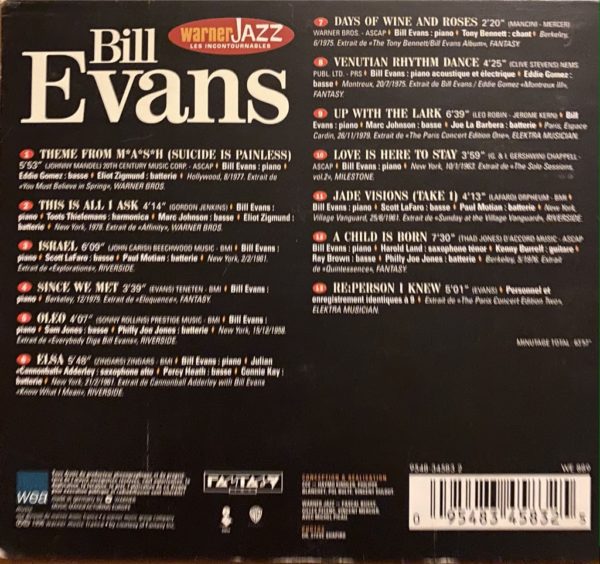 warner JAZZ
LES INCONTOURNABLES
Bill
Evans
1 THEME FROM M*A*S*H (SUICIDE IS PAINLESS)
5'53" (JOHNNY MANDEL) 20TH CENTURY MUSIC CORP - ASCAP Bill Evans : piano
Eddie Gomez : basse Eliot Zigmund : batterie Hollywood, 8/1977. Extrait de
«You Must Believe in Spring», WARNER BROS.
2 THIS IS ALL I ASK 4'14" (GORDON JENKINS) Bill Evans :
piano Toots Thielemans : harmonica Marc Johnson : basse Eliot Zigmund :
batterie New York, 1978. Extrait de «Affinity», WARNER BROS.
3 ISRAEL 6'09" (JOHN CARISI) BEECHWOOD MUSIC - BMI Bill Evans :
piano Scott LaFaro : basse Paul Motian : batterie New York, 2/2/1961.
Extrait de «Explorations», RIVERSIDE.
4 SINCE WE MET 3'39" (EVANS) TENTEN - BMI Bill Evans :
piano Berkeley, 12/1975. Extrait de «Eloquence», FANTASY.
5 OLEO 4'07" (SONNY ROLLINS) PRESTIGE MUSIC - BMI Bill Evans :
piano Sam Jones : basse Philly Joe Jones : batterie New York, 15/12/1958.
Extrait de «Everybody Digs Bill Evans», RIVERSIDE.
6 ELSA 5'48" (ZINDARS) ZINDARS - BMI Bill Evans : piano Julian
«Cannonball» Adderley : saxophone alto Percy Heath : basse Connie Kay :
batterie New York, 21/2/1961. Extrait de Cannonball Adderley with Bill Evans
«Know What I Mean», RIVERSIDE.
7 DAYS OF WINE AND ROSES 2'20" (MANCINI - MERCER)
WARNER BROS. - ASCAP Bill Evans : piano Tony Bennett : chant Berkeley,
6/1975. Extrait de «The Tony Bennett/Bill Evans Album», FANTASY.
8 VENUTIAN RHYTHM DANCE 4'25" (CLIVE STEVENS) NEMS
PUBL. LTD. - PRS Bill Evans : piano acoustique et électrique Eddie Gomez :
basse Montreux, 20/7/1975. Extrait de Bill Evans / Eddie Gomez «Montreux III»,
FANTASY.
9 UP WITH THE LARK 6'39" (LEO ROBIN - JEROME KERN) Bill
Evans : piano Marc Johnson : basse Joe La Barbera : batterie Paris, Espace
Cardin, 26/11/1979. Extrait de «The Paris Concert Edition One», ELEKTRA MUSICIAN.
10 LOVE IS HERE TO STAY 3'59" (G. & I. GERSHWIN) CHAPPELL -
ASCAP Bill Evans : piano New York, 10/1/1963. Extrait de «The Solo Sessions,
vol.2», MILESTONE.
11 JADE VISIONS (TAKE 1) 4'13" (LAFARO) ORPHEUM - BMI
Bill Evans : piano Scott LaFaro : basse Paul Motian : batterie New York,
Village Vanguard, 25/6/1961. Extrait de «Sunday at the Village Vanguard», RIVERSIDE.
12 A CHILD IS BORN 7'30" (THAD JONES) D'ACCORD MUSIC - ASCAP
Bill Evans : piano Harold Land : saxophone ténor Kenny Burrell : guitare
Ray Brown : basse Philly Joe Jones : batterie Berkeley, 5/1976. Extrait de
«Quintessence», FANTASY.
13 RE:PERSON I KNEW 7'01" (EVANS) Personnel et
enregistrement identiques à 9 Extrait de «The Paris Concert Edition Two»,
ELEKTRA MUSICIAN.
MINUTAGE TOTAL
wea
made in germany by
FANTASY
CONCEPTION & RÉALISATION
9548-34583 2
WE 889
0 95483 45832 5